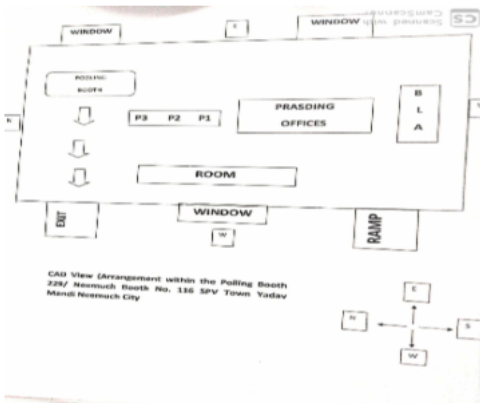 CS Scanned with CamScanner
WINDOW
E
WINDOW
POLLING
BOOTH
P3 P2 P1
PRASDING
OFFICES
B
L
A
N
S
ROOM
EXIT
WINDOW
RAMP
W
CAD View (Arrangement within the Polling Booth
229/ Neemuch Booth No. 116 SPV Town Yadav
Mandi Neemuch City
E
N
S
W